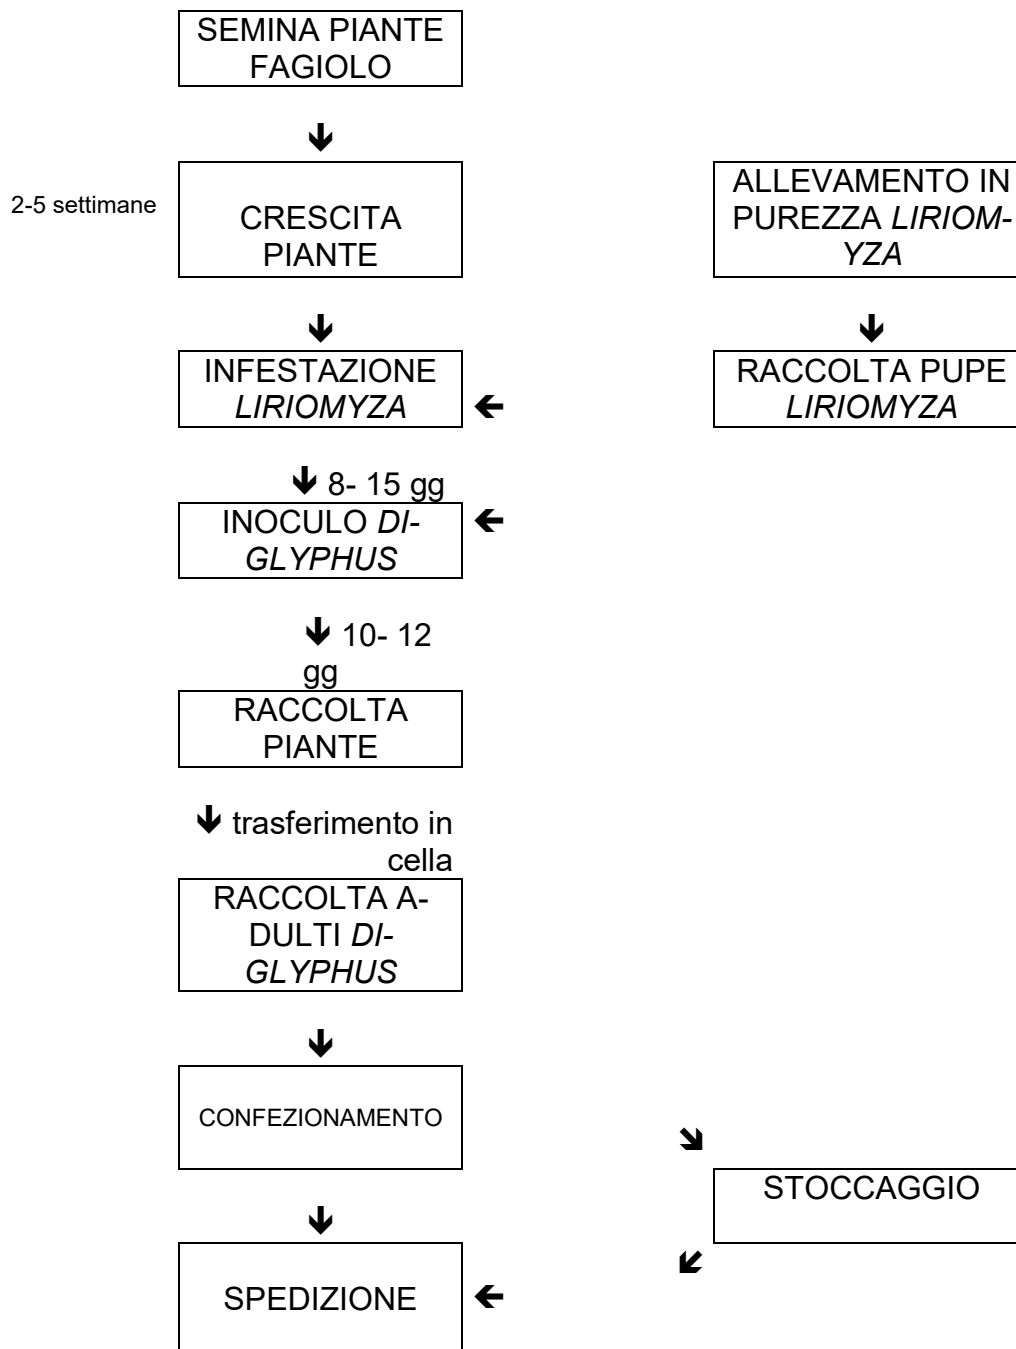 SEMINA PIANTE
FAGIOLO
🡫
2-5 settimane
CRESCITA
PIANTE
ALLEVAMENTO IN
PUREZZA LIRIOM-
YZA
🡫
🡫
INFESTAZIONE
LIRIOMYZA
🡨
RACCOLTA PUPE
LIRIOMYZA
🡫 8- 15 gg
INOCULO DI-
GLYPHUS
🡨
🡫 10- 12
gg
RACCOLTA
PIANTE
🡫 trasferimento in
cella
RACCOLTA A-
DULTI DI-
GLYPHUS
🡫
CONFEZIONAMENTO
🡮
STOCCAGGIO
🡫
🡯
SPEDIZIONE
🡨